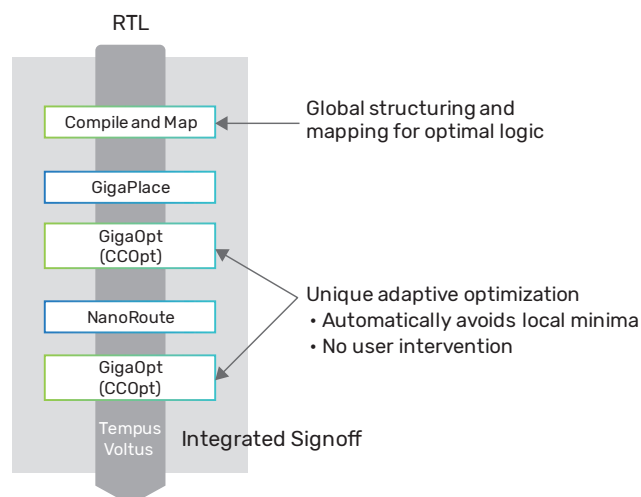 RTL
Compile and Map
Global structuring and
mapping for optimal logic
GigaPlace
GigaOpt
(CCOpt)
Unique adaptive optimization
• Automatically avoids local minima
• No user intervention
NanoRoute
GigaOpt
(CCOpt)
Tempus
Voltus
Integrated Signoff